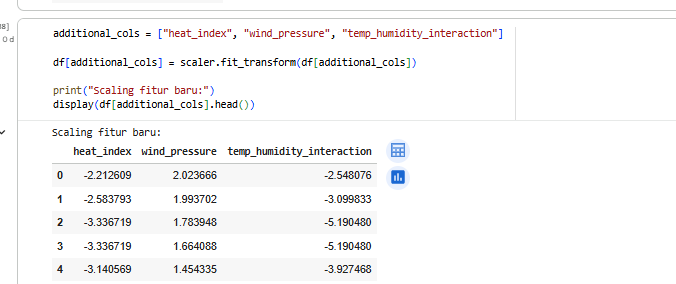 additional_cols = ["heat_index", "wind_pressure", "temp_humidity_interaction"]
df[additional_cols] = scaler.fit_transform(df[additional_cols])
print("Scaling fitur baru:")
display(df[additional_cols].head())
0 d
Scaling fitur baru:
heat_index wind_pressure temp_humidity_interaction
0 -2.212609 2.023666 -2.548076
1 -2.583793 1.993702 -3.099833
2 -3.336719 1.783948 -5.190480
3 -3.336719 1.664088 -5.190480
4 -3.140569 1.454335 -3.927468